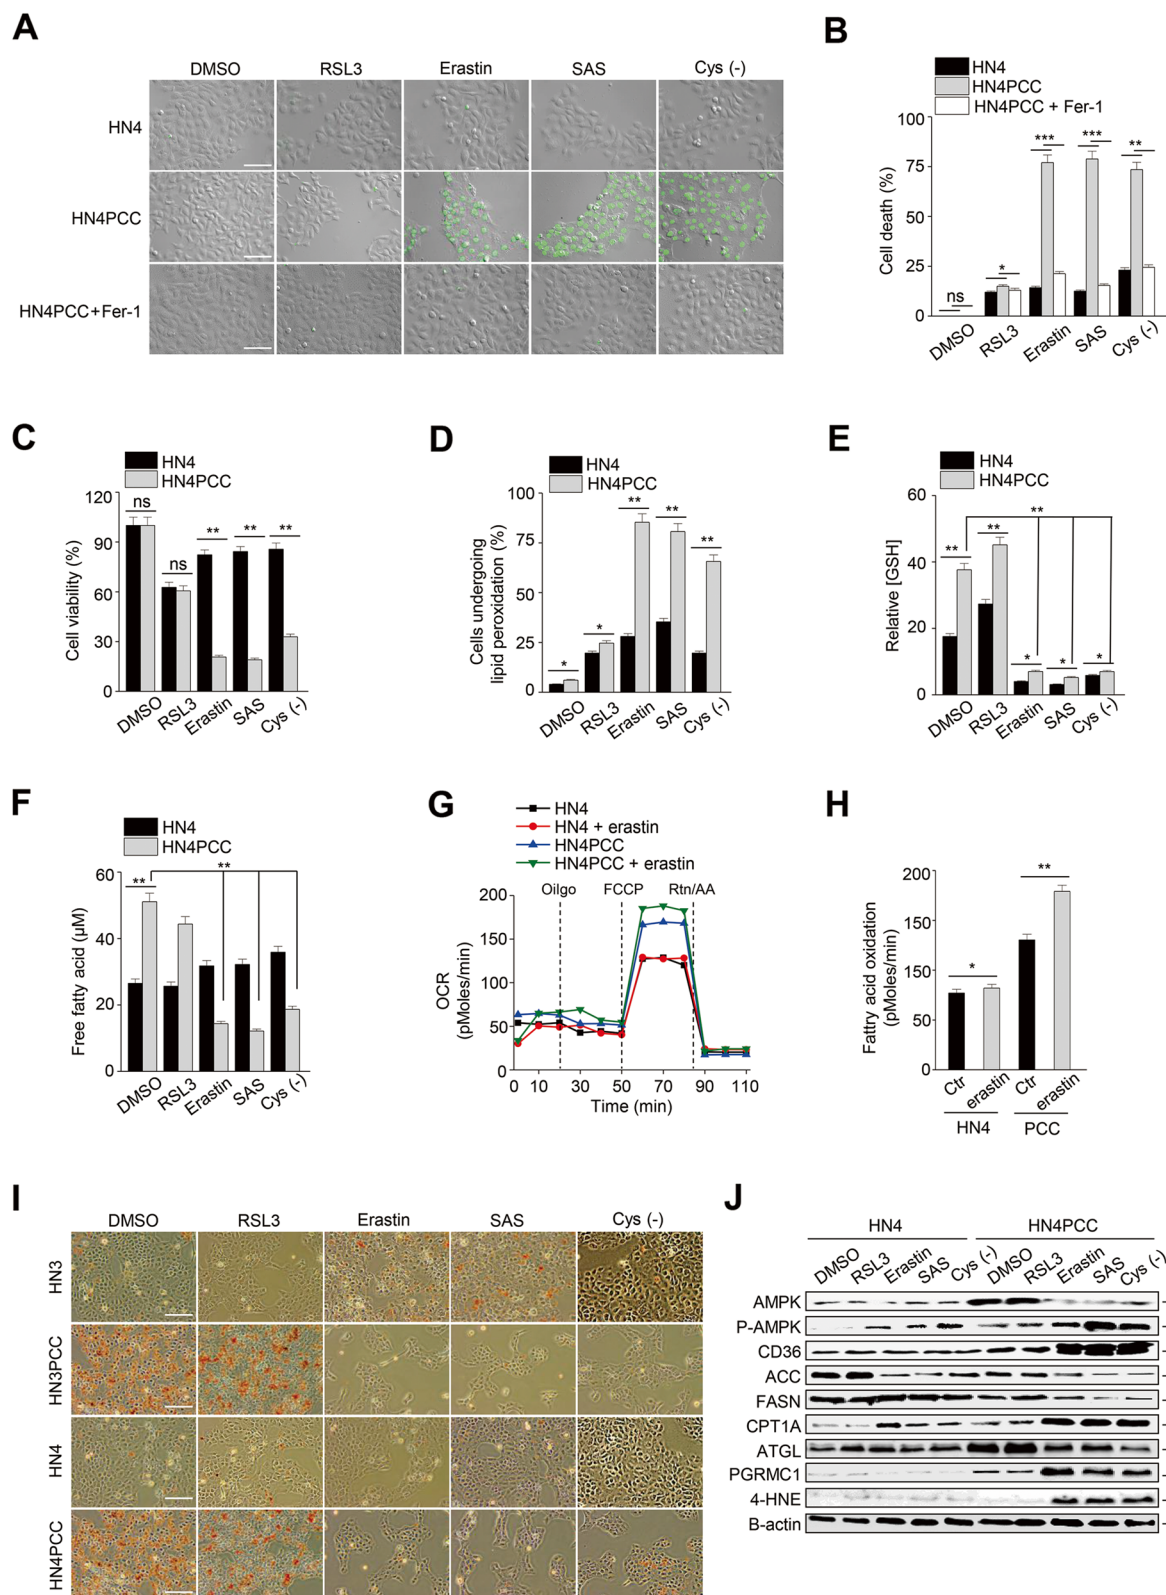 A
DMSO RSL3 Erastin SAS Cys (-)
HN4
HN4PCC
HN4PCC+Fer-1
B
HN4
HN4PCC
HN4PCC + Fer-1
Cell death (%)
100
75
50
25
0
ns
*
***
***
**
DMSO RSL3 Erastin SAS Cys (-)
C
HN4
HN4PCC
Cell viability (%)
120
90
60
30
0
ns
ns
**
**
**
DMSO RSL3 Erastin SAS Cys (-)
D
HN4
HN4PCC
Cells undergoing
lipid peroxidation (%)
100
75
50
25
0
*
*
**
**
**
DMSO RSL3 Erastin SAS Cys (-)
E
HN4
HN4PCC
Relative [GSH]
60
40
20
0
**
**
**
*
*
*
DMSO RSL3 Erastin SAS Cys (-)
F
HN4
HN4PCC
Free fatty acid (µM)
60
40
20
0
**
**
DMSO RSL3 Erastin SAS Cys (-)
G
HN4
HN4 + erastin
HN4PCC
HN4PCC + erastin
Oilgo FCCP Rtn/AA
OCR
(pMoles/min)
200
150
100
50
0
0 10 30 50 70 90 110
Time (min)
H
Fattry acid oxidation
(pMoles/min)
200
150
150
50
0
*
**
Ctr erastin Ctr erastin
HN4 PCC
I
DMSO RSL3 Erastin SAS Cys (-)
HN3
HN3PCC
HN4
HN4PCC
J
HN4 HN4PCC
DMSO RSL3 Erastin SAS Cys (-) DMSO RSL3 Erastin SAS Cys (-)
AMPK
P-AMPK
CD36
ACC
FASN
CPT1A
ATGL
PGRMC1
4-HNE
B-actin